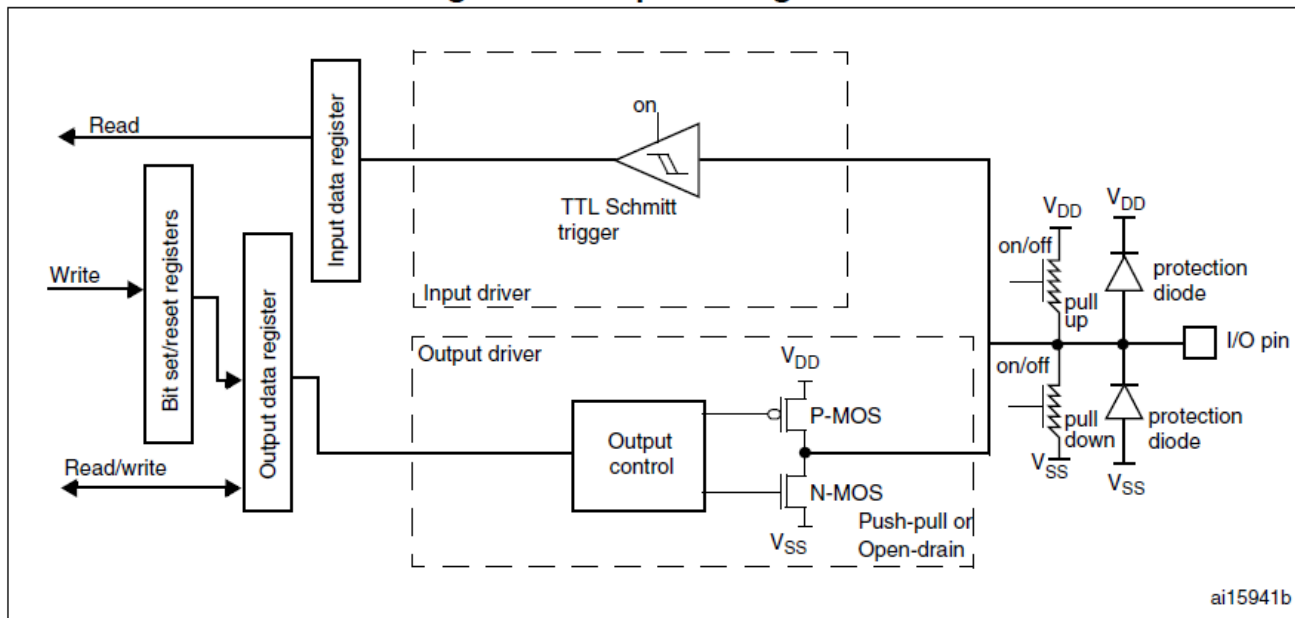 on
Read
Input data register
TTL Schmitt
trigger
Input driver
Write
Bit set/reset registers
Output data register
Read/write
Output driver
VDD
P-MOS
Output
control
N-MOS
VSS
Push-pull or
Open-drain
VDD
VDD
on/off
pull
up
protection
diode
I/O pin
on/off
pull
down
VSS
protection
diode
VSS
ai15941b